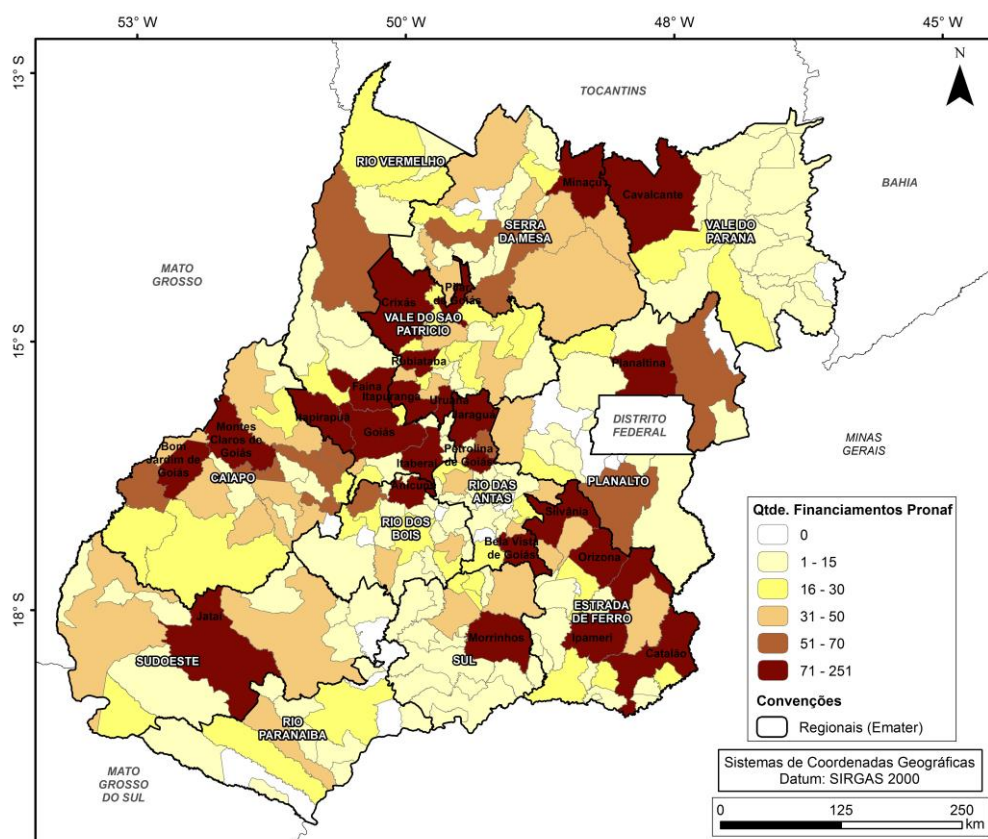 53° W
50° W
48° W
45° W
13° S
15° S
18° S
N
TOCANTINS
BAHIA
MATO
GROSSO
DISTRITO
FEDERAL
MINAS
GERAIS
MATO
GROSSO
DO SUL
RIO VERMELHO
Minaçu
Cavalcante
SERRA
DA MESA
VALE DO
PARANA
Crixás
Pilar
de Goiás
VALE DO SAO
PATRICIO
Rubiataba
Planaltina
Faina
Itapuranga
Uruana
Jaraguá
Itapirapuã
Goiás
Montes
Claros de
Goiás
Bom
Jardim de
Goiás
CAIAPO
Itaberaí
Petrolina
de Goiás
Anicuns
RIO DAS
ANTAS
PLANALTO
RIO DOS
BOIS
Silvânia
Bela Vista
de Goiás
Orizona
ESTRADA
DE FERRO
Jataí
Morrinhos
Ipameri
Catalão
SUDOESTE
SUL
RIO
PARANAIBA
Qtde. Financiamentos Pronaf
0
1 - 15
16 - 30
31 - 50
51 - 70
71 - 251
Convenções
Regionais (Emater)
Sistemas de Coordenadas Geográficas
Datum: SIRGAS 2000
0 125 250
km